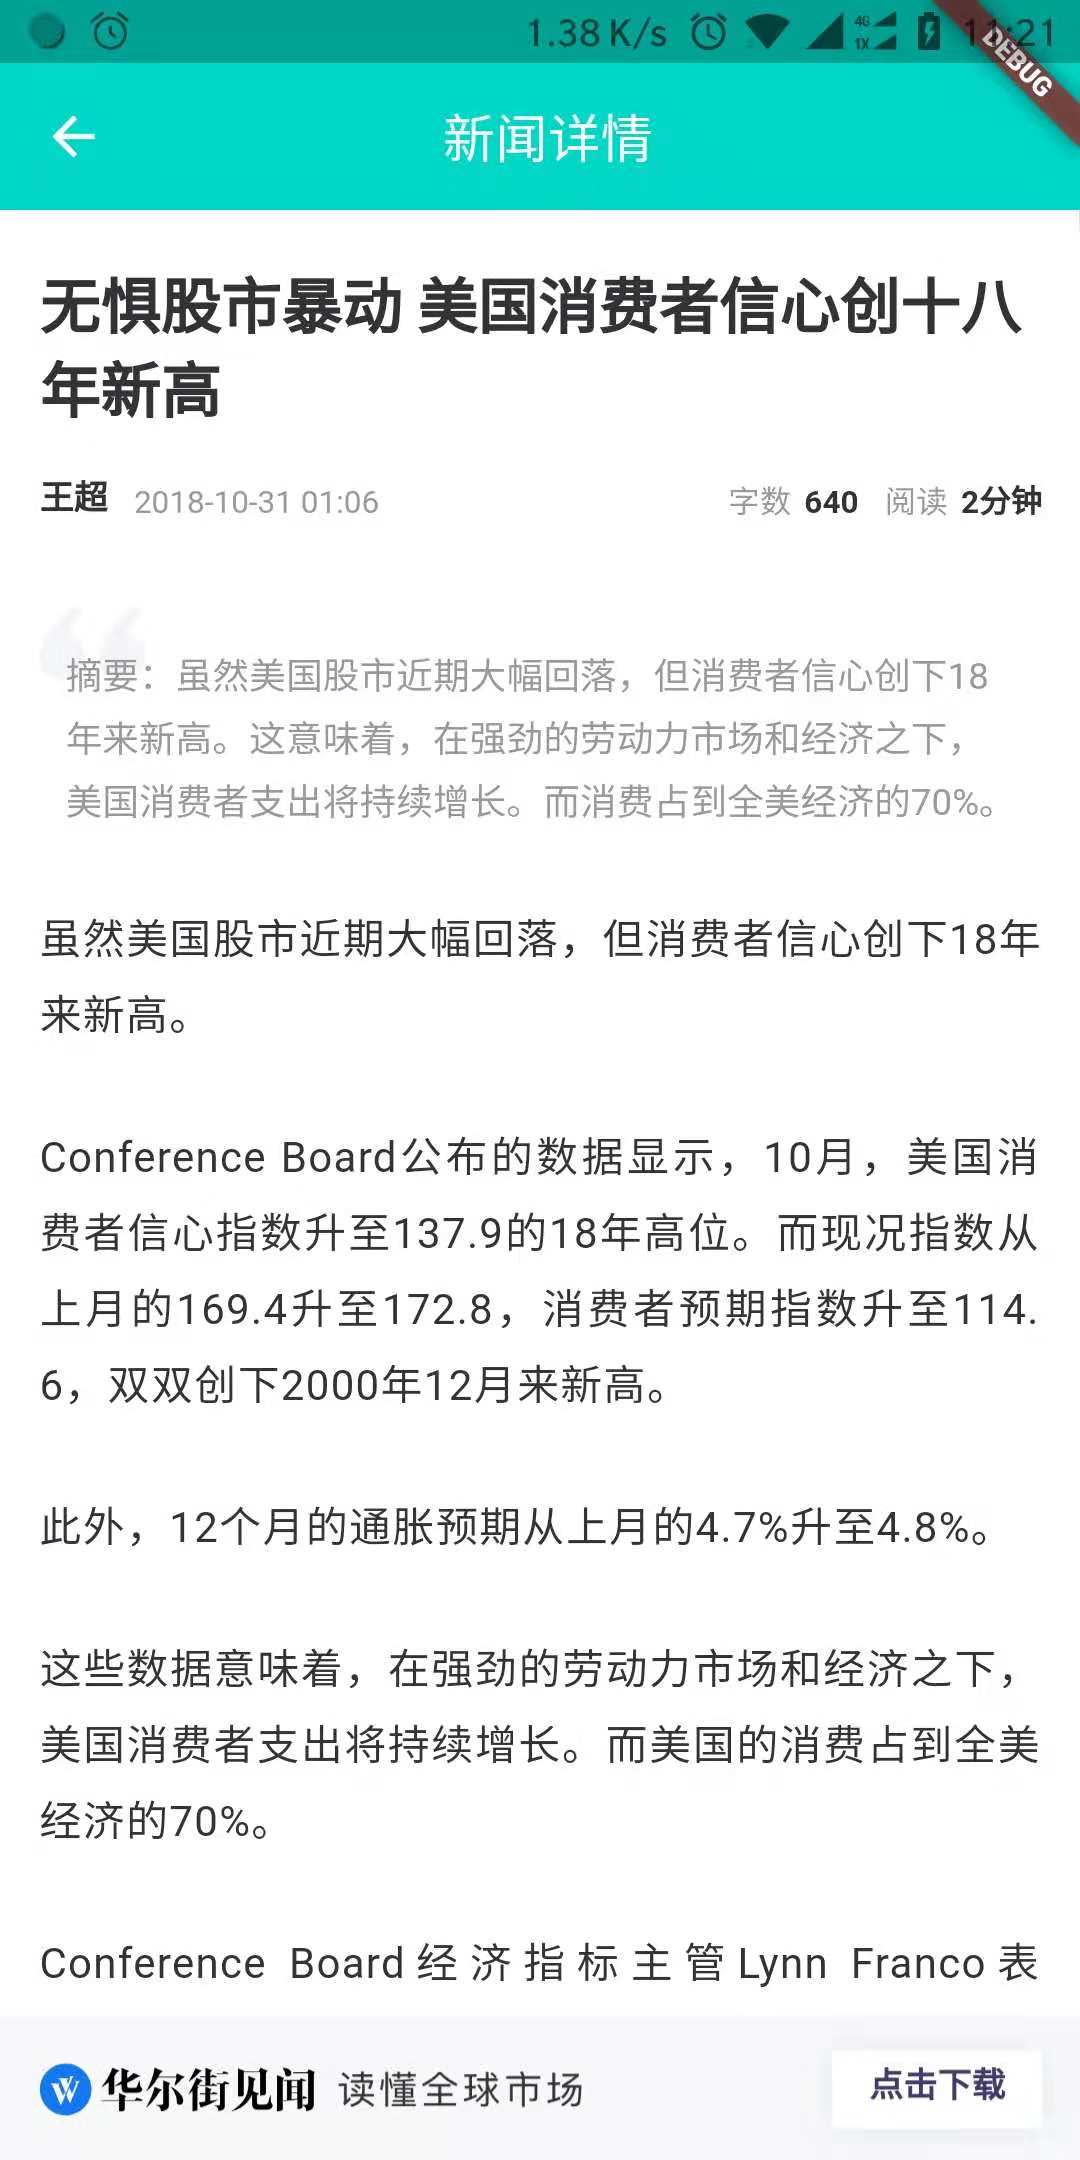 1.38 K/s 4G 1X 11:21
DEBUG
新闻详情
无惧股市暴动 美国消费者信心创十八
年新高
王超 2018-10-31 01:06 字数 640 阅读 2分钟
摘要：虽然美国股市近期大幅回落，但消费者信心创下18
年来新高。这意味着，在强劲的劳动力市场和经济之下，
美国消费者支出将持续增长。而消费占到全美经济的70%。
虽然美国股市近期大幅回落，但消费者信心创下18年
来新高。
Conference Board公布的数据显示，10月，美国消
费者信心指数升至137.9的18年高位。而现况指数从
上月的169.4升至172.8，消费者预期指数升至114.
6，双双创下2000年12月来新高。
此外，12个月的通胀预期从上月的4.7%升至4.8%。
这些数据意味着，在强劲的劳动力市场和经济之下，
美国消费者支出将持续增长。而美国的消费占到全美
经济的70%。
Conference Board经济指标主管Lynn Franco表
华尔街见闻 读懂全球市场 点击下载